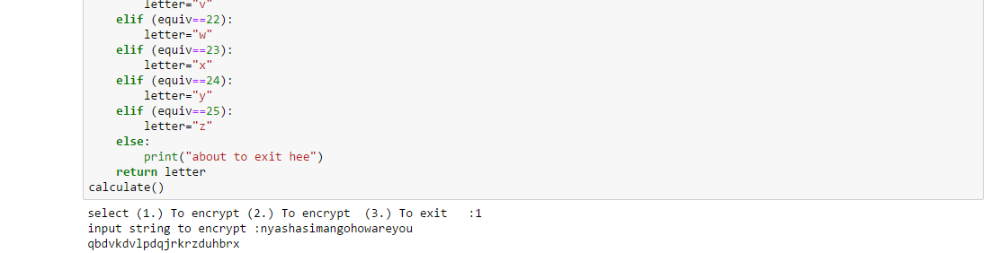 letter="v"
elif (equiv==22):
letter="w"
elif (equiv==23):
letter="x"
elif (equiv==24):
letter="y"
elif (equiv==25):
letter="z"
else:
print("about to exit hee")
return letter
calculate()
select (1.) To encrypt (2.) To encrypt (3.) To exit :1
input string to encrypt :nyashasimangohowareyou
qbdvkdvlpdqjrkrzduhbrx